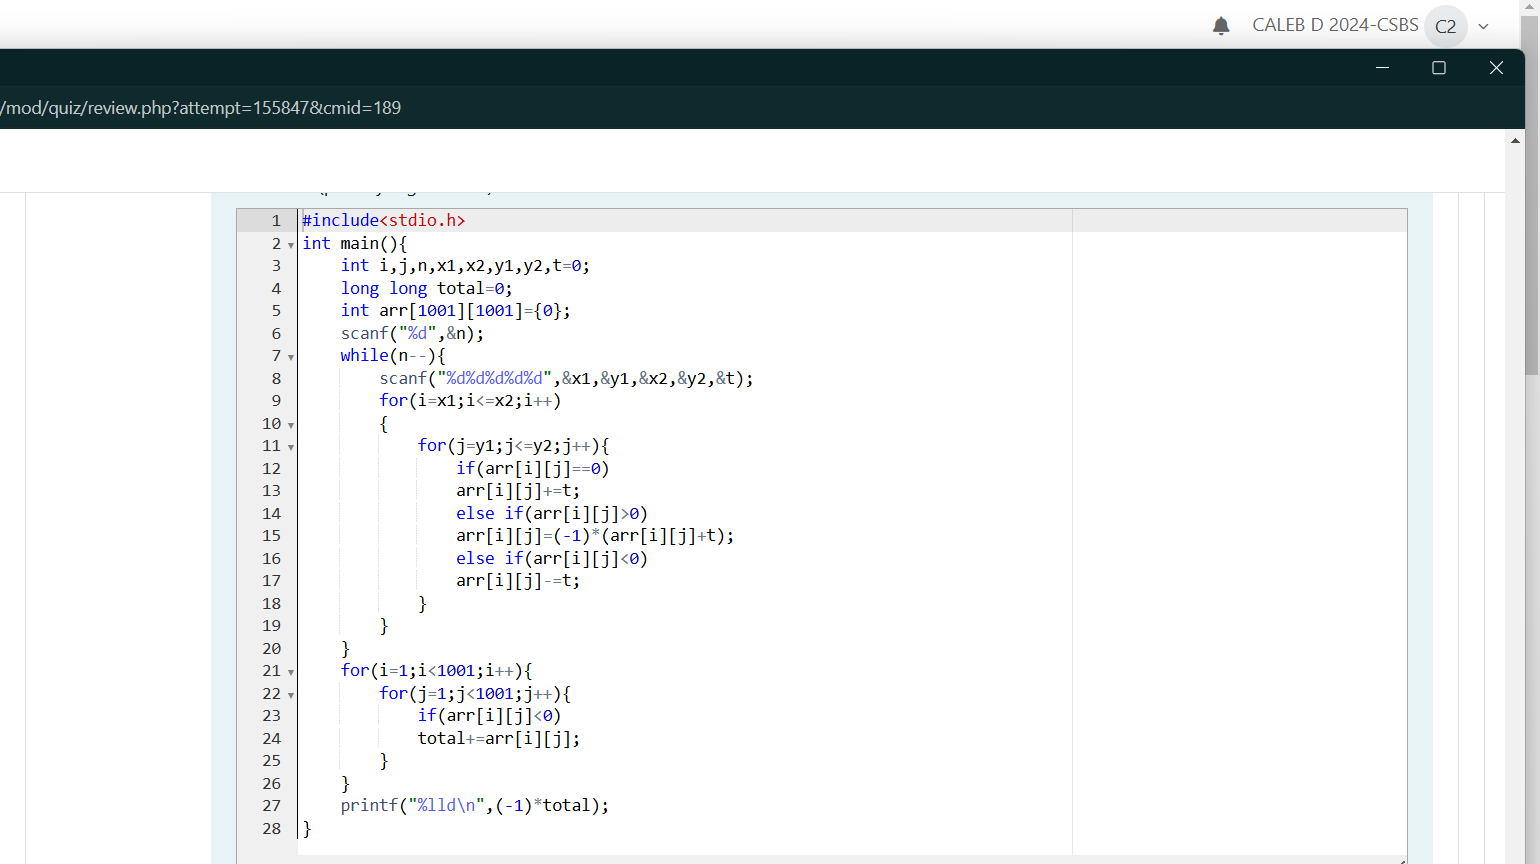 CALEB D 2024-CSBS C2
/mod/quiz/review.php?attempt=155847&cmid=189
1 #include<stdio.h>
2 int main(){
3 int i,j,n,x1,x2,y1,y2,t=0;
4 long long total=0;
5 int arr[1001][1001]={0};
6 scanf("%d",&n);
7 while(n--){
8 scanf("%d%d%d%d%d",&x1,&y1,&x2,&y2,&t);
9 for(i=x1;i<=x2;i++)
10 {
11 for(j=y1;j<=y2;j++){
12 if(arr[i][j]==0)
13 arr[i][j]+=t;
14 else if(arr[i][j]>0)
15 arr[i][j]=(-1)*(arr[i][j]+t);
16 else if(arr[i][j]<0)
17 arr[i][j]-=t;
18 }
19 }
20 }
21 for(i=1;i<1001;i++){
22 for(j=1;j<1001;j++){
23 if(arr[i][j]<0)
24 total+=arr[i][j];
25 }
26 }
27 printf("%lld\n",(-1)*total);
28 }